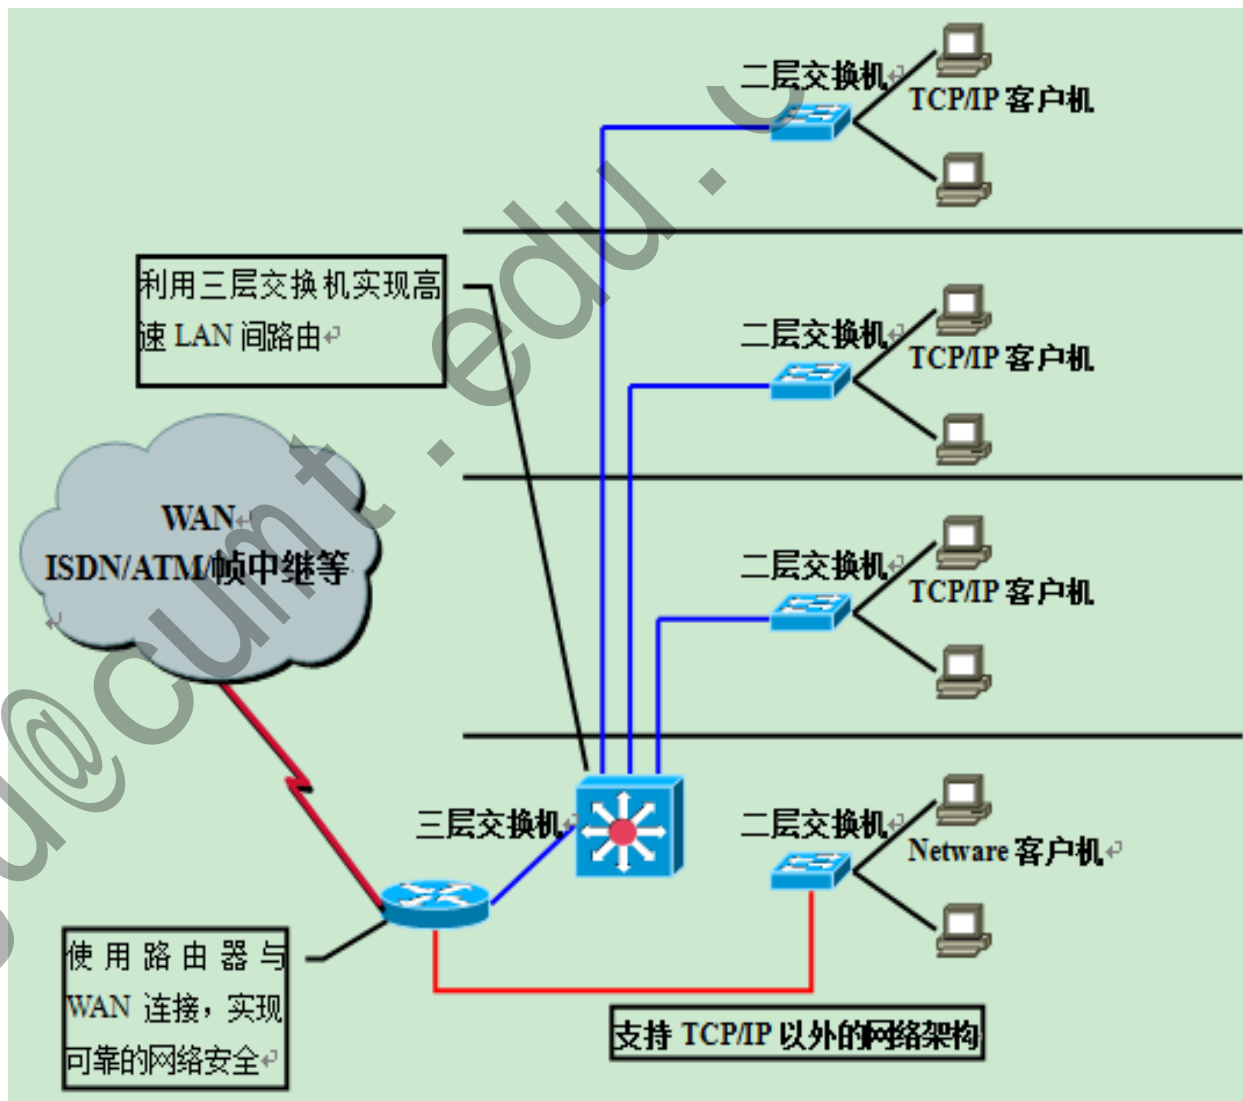 二层交换机
TCP/IP 客户机
利用三层交换机实现高
速 LAN 间路由
二层交换机
TCP/IP 客户机
WAN
ISDN/ATM/帧中继等
二层交换机
TCP/IP 客户机
三层交换机
二层交换机
Netware 客户机
使用路由器与
WAN 连接，实现
可靠的网络安全
支持 TCP/IP 以外的网络架构
@cumt.edu.c